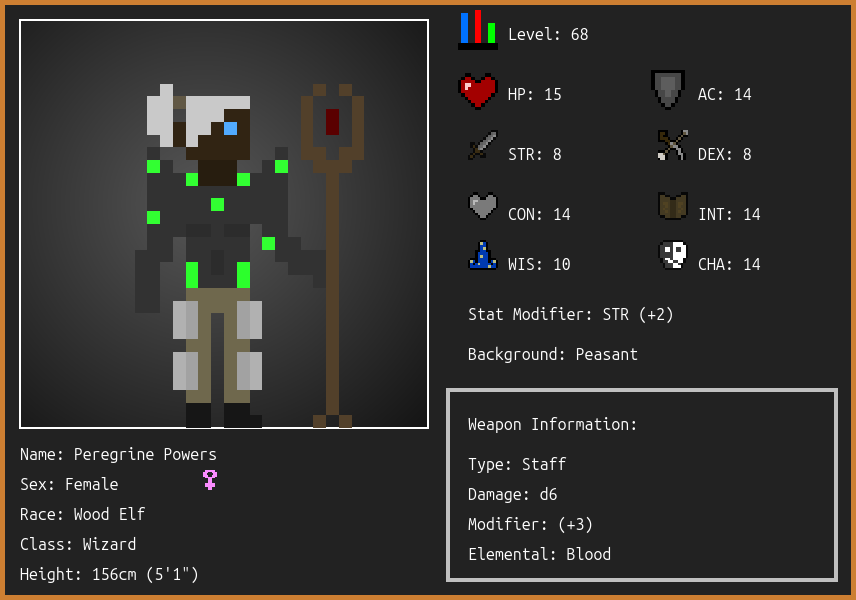 Level: 68
HP: 15
AC: 14
STR: 8
DEX: 8
CON: 14
INT: 14
WIS: 10
CHA: 14
Stat Modifier: STR (+2)
Background: Peasant
Weapon Information:
Type: Staff
Damage: d6
Modifier: (+3)
Elemental: Blood
Name: Peregrine Powers
Sex: Female
Race: Wood Elf
Class: Wizard
Height: 156cm (5'1")